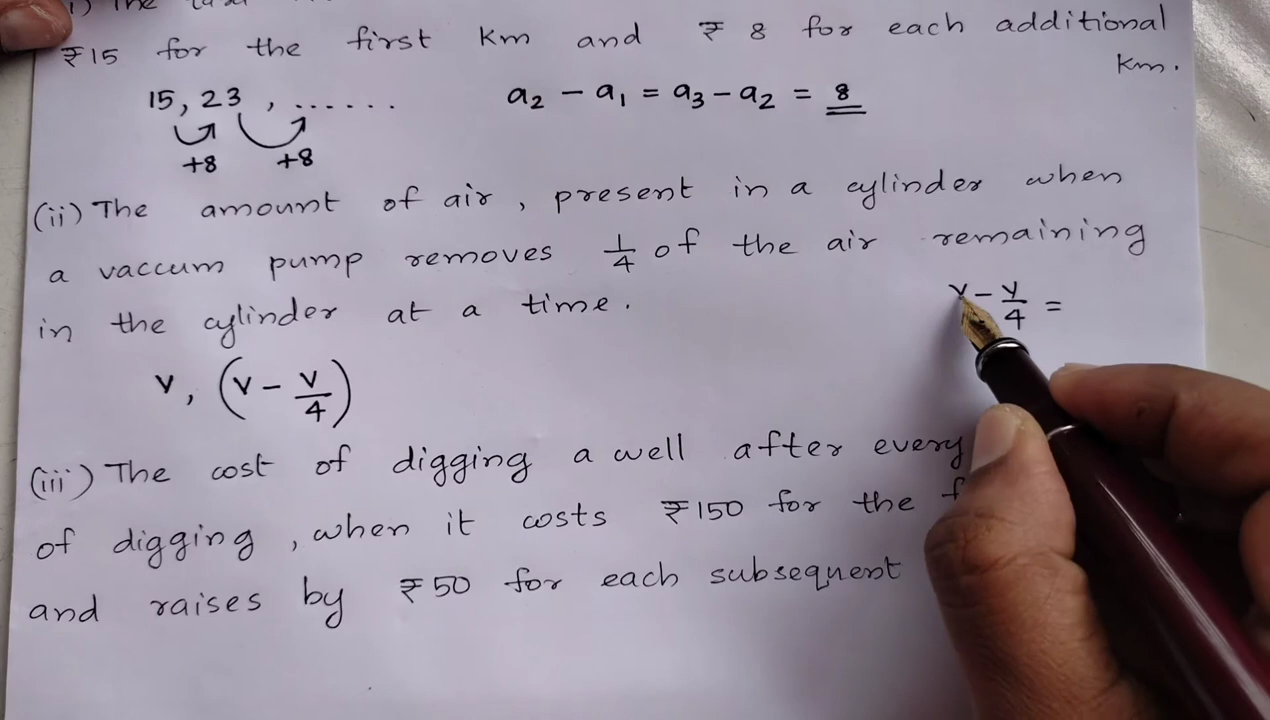 i) The
₹15 for the first Km and ₹ 8 for each additional
Km.
15, 23 , ...... a₂ - a₁ = a₃ - a₂ = 8
+8 +8
(ii) The amount of air , present in a cylinder when
a vaccum pump removes 1/4 of the air remaining
in the cylinder at a time.
v - v/4 =
v, (v - v/4)
(iii) The cost of digging a well after every
of digging , when it costs ₹150 for the
and raises by ₹50 for each subsequent